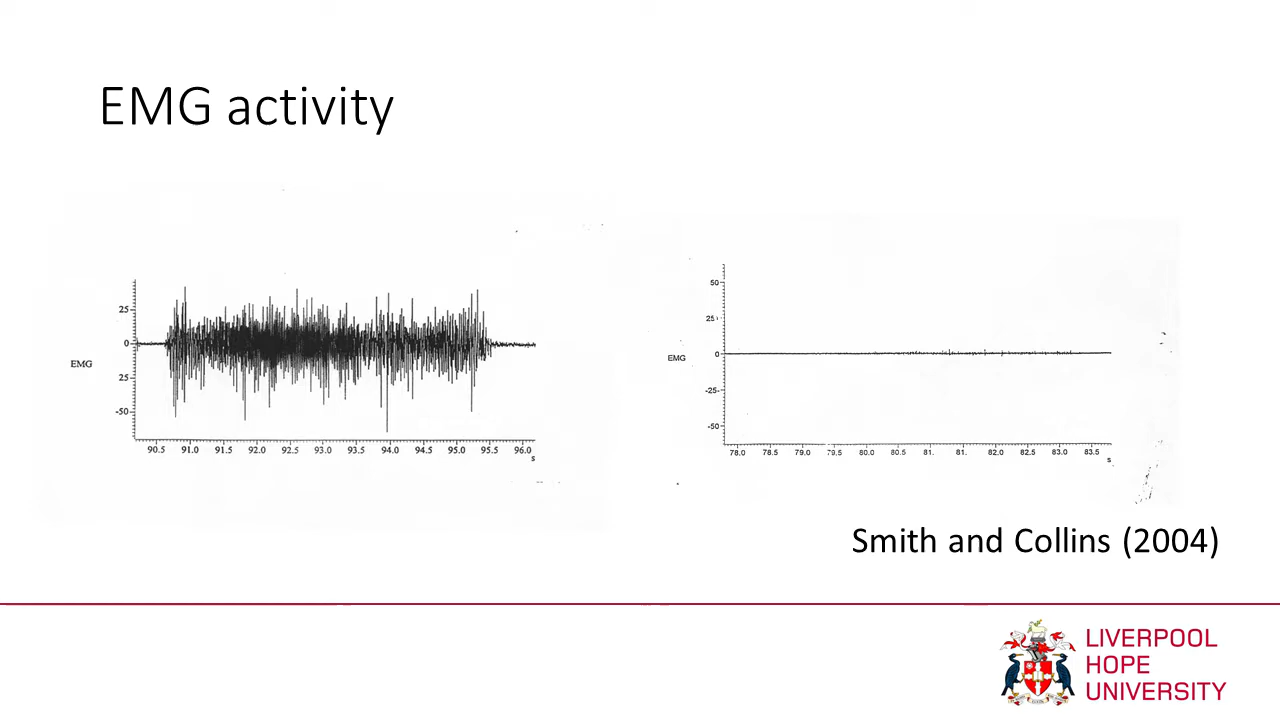 EMG activity
25
0
25
-50
EMG
90.5 91.0 91.5 92.0 92.5 93.0 93.5 94.0 94.5 95.0 95.5 96.0
s
50
25
0
-25
-50
EMG
78.0 78.5 79.0 79.5 80.0 80.5 81. 81. 82.0 82.5 83.0 83.5
s
Smith and Collins (2004)
LIVERPOOL
HOPE
UNIVERSITY